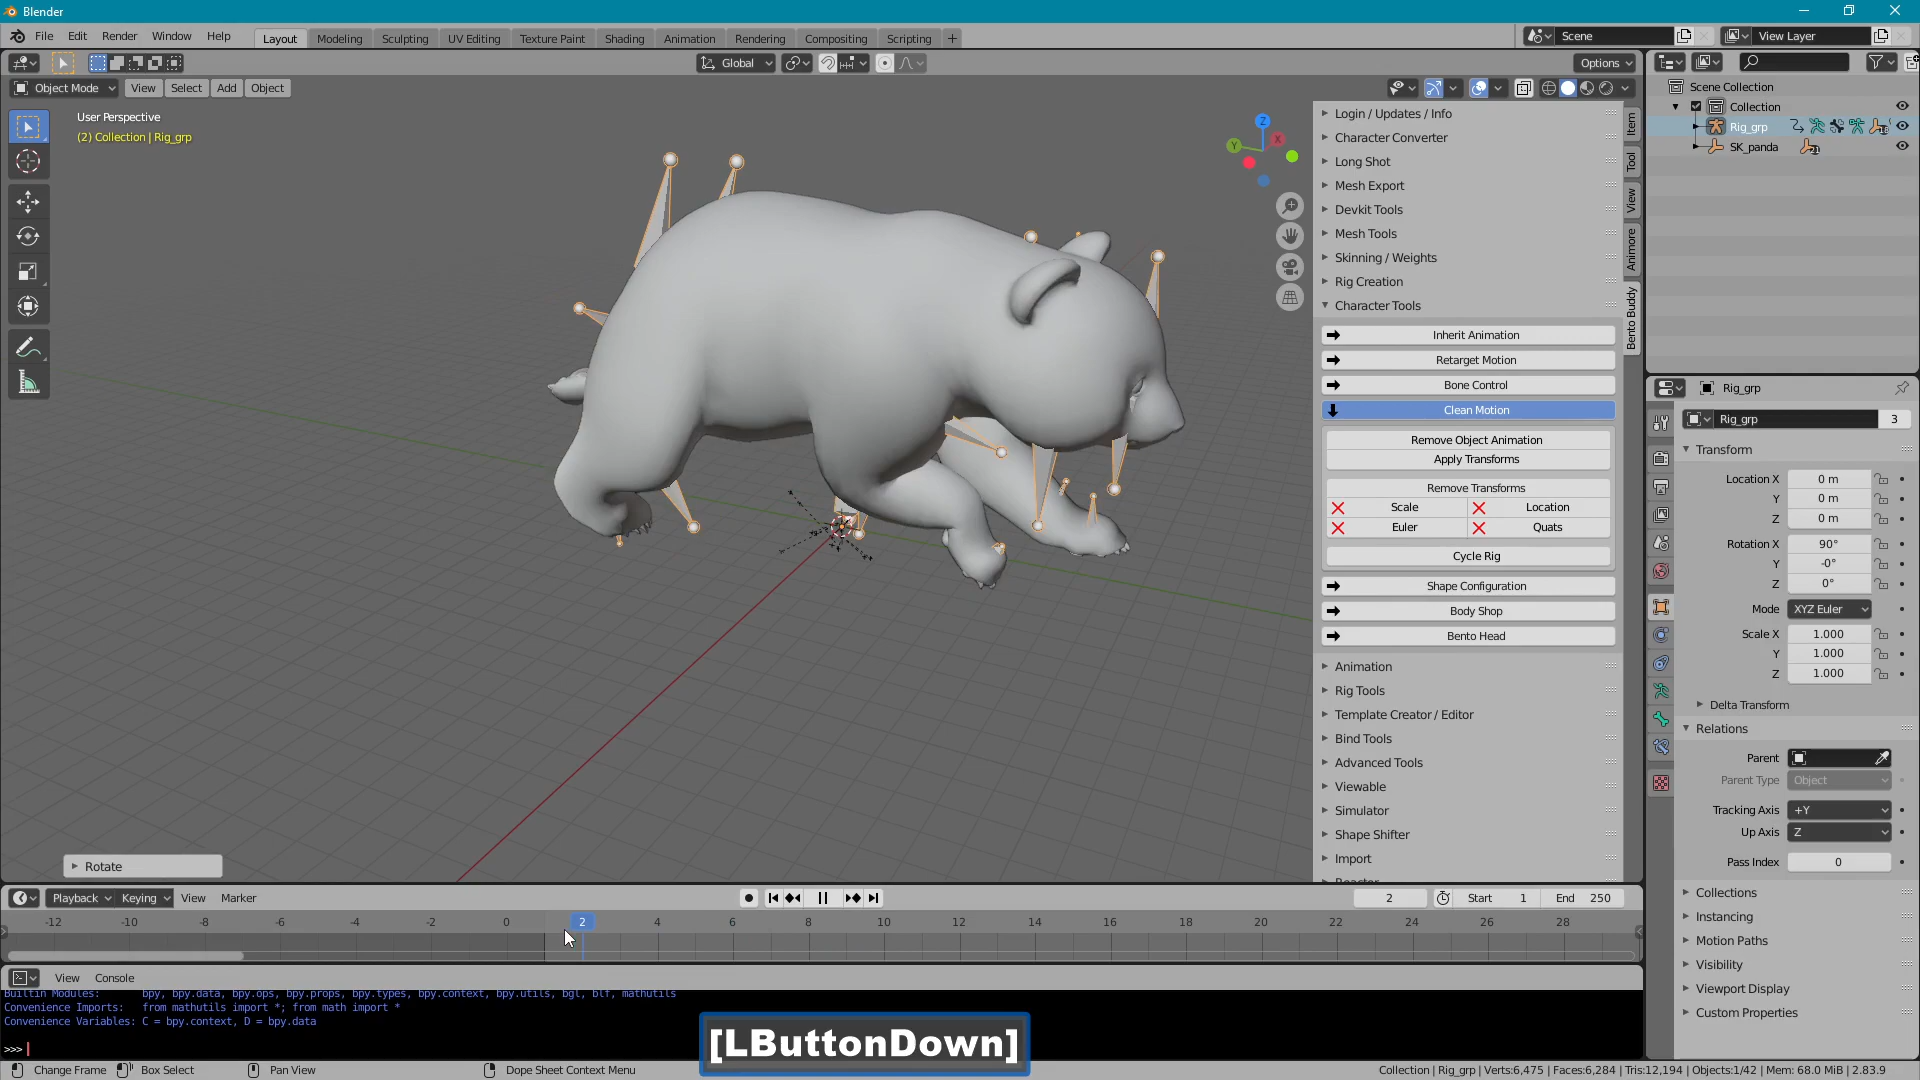 Blender
File Edit Render Window Help Layout Modeling Sculpting UV Editing Texture Paint Shading Animation Rendering Compositing Scripting + Scene View Layer
Global Options
Object Mode View Select Add Object
User Perspective
(2) Collection | Rig_grp
Z
X
Y
Login / Updates / Info
Character Converter
Long Shot
Mesh Export
Devkit Tools
Mesh Tools
Skinning / Weights
Rig Creation
Character Tools
Inherit Animation
Retarget Motion
Bone Control
Clean Motion
Remove Object Animation
Apply Transforms
Remove Transforms
Scale Location
Euler Quats
Cycle Rig
Shape Configuration
Body Shop
Bento Head
Animation
Rig Tools
Template Creator / Editor
Bind Tools
Advanced Tools
Viewable
Simulator
Shape Shifter
Import
Item
Tool
View
Animore
Bento Buddy
Scene Collection
Collection
Rig_grp
SK_panda 21
Rig_grp
Rig_grp 3
Transform
Location X 0 m
Y 0 m
Z 0 m
Rotation X 90°
Y -0°
Z 0°
Mode XYZ Euler
Scale X 1.000
Y 1.000
Z 1.000
Delta Transform
Relations
Parent
Parent Type Object
Tracking Axis +Y
Up Axis Z
Pass Index 0
Collections
Instancing
Motion Paths
Visibility
Viewport Display
Custom Properties
Rotate
Playback Keying View Marker 2 Start 1 End 250
-12 -10 -8 -6 -4 -2 0 2 4 6 8 10 12 14 16 18 20 22 24 26 28
View Console
Builtin Modules: bpy, bpy.data, bpy.ops, bpy.props, bpy.types, bpy.context, bpy.utils, bgl, blf, mathutils
Convenience Imports: from mathutils import *; from math import *
Convenience Variables: C = bpy.context, D = bpy.data
>>>
[LButtonDown]
Change Frame Box Select Pan View Dope Sheet Context Menu Collection | Rig_grp | Verts:6,475 | Faces:6,284 | Tris:12,194 | Objects:1/42 | Mem: 68.0 MiB | 2.83.9